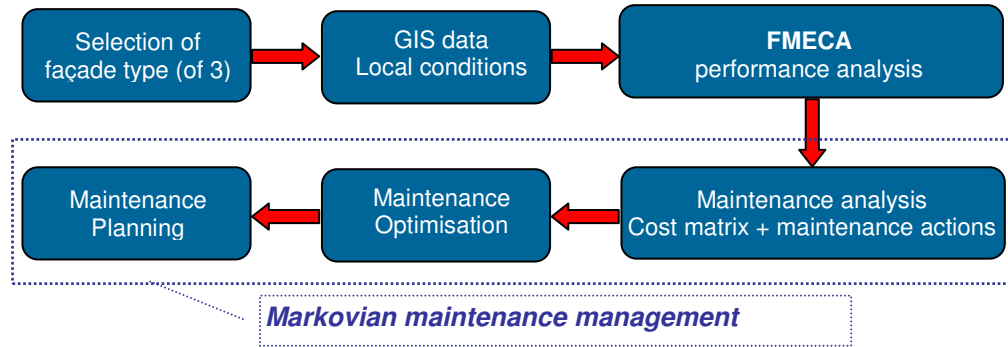 Selection of
façade type (of 3)
GIS data
Local conditions
FMECA
performance analysis
Maintenance analysis
Cost matrix + maintenance actions
Maintenance
Optimisation
Maintenance
Planning
Markovian maintenance management